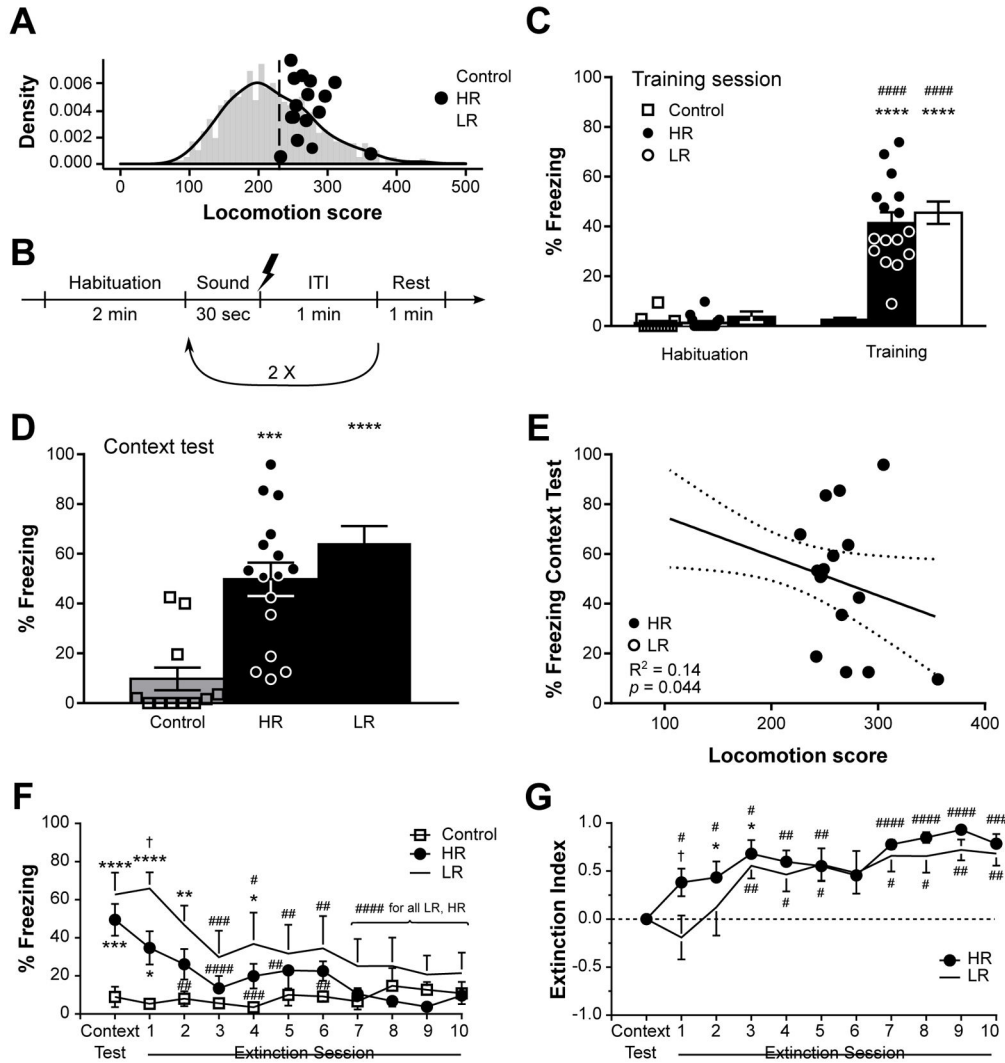 A
Density
0.006
0.004
0.002
0.000
Control
HR
LR
0 100 200 300 400 500
Locomotion score
B
Habituation Sound ITI Rest
2 min 30 sec 1 min 1 min
2 X
C
% Freezing
100
80
60
40
20
0
Training session
Control
HR
LR
#### ####
**** ****
Habituation Training
D
% Freezing
100
80
60
40
20
0
Context test
*** ****
Control HR LR
E
% Freezing Context Test
100
80
60
40
20
0
HR
LR
R2 = 0.14
p = 0.044
100 200 300 400
Locomotion score
F
% Freezing
100
80
60
40
20
0
Control
HR
LR
†
**** ****
** ### # * ## ##
#### for all LR, HR
*** * ## #### ### ## ##
Context 1 2 3 4 5 6 7 8 9 10
Test Extinction Session
G
Extinction Index
1.0
0.5
0.0
0.5
-1.0
# # # ## ## #### #### #### ###
† * *
## # # # # ## ##
HR
LR
Context 1 2 3 4 5 6 7 8 9 10
Test Extinction Session